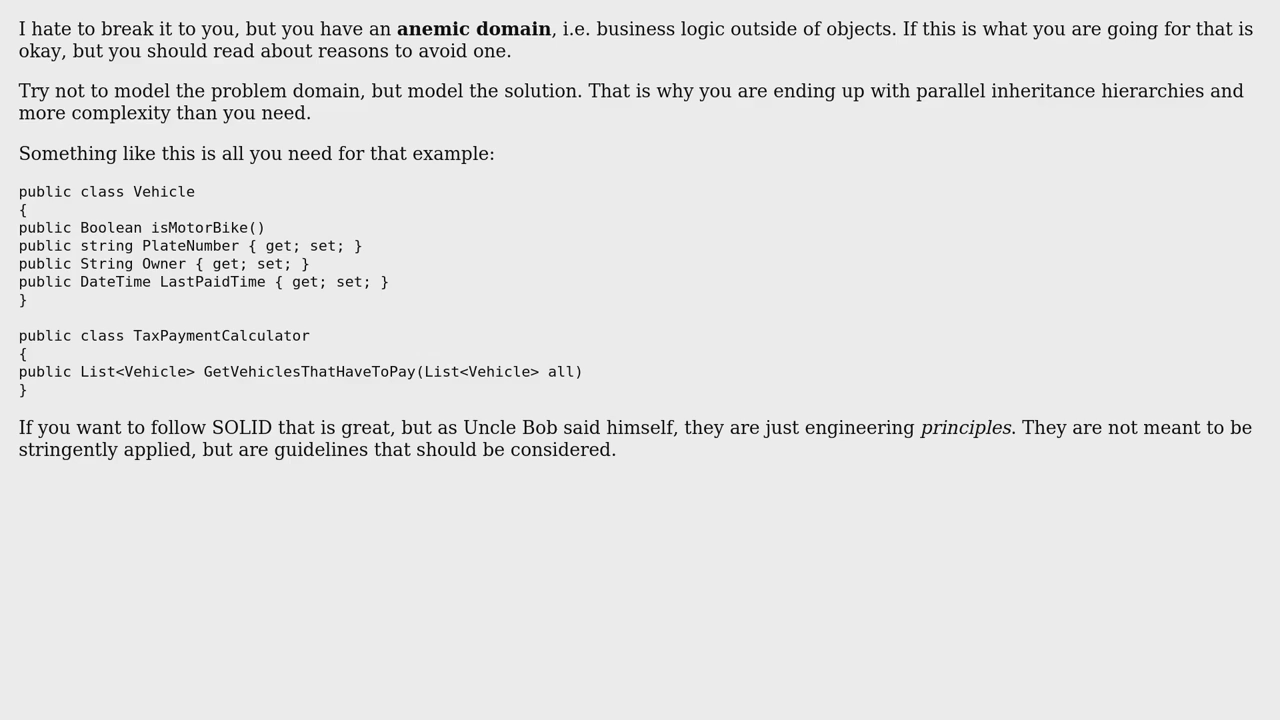 I hate to break it to you, but you have an anemic domain, i.e. business logic outside of objects. If this is what you are going for that is
okay, but you should read about reasons to avoid one.
Try not to model the problem domain, but model the solution. That is why you are ending up with parallel inheritance hierarchies and
more complexity than you need.
Something like this is all you need for that example:
public class Vehicle
{
public Boolean isMotorBike()
public string PlateNumber { get; set; }
public String Owner { get; set; }
public DateTime LastPaidTime { get; set; }
}
public class TaxPaymentCalculator
{
public List<Vehicle> GetVehiclesThatHaveToPay(List<Vehicle> all)
}
If you want to follow SOLID that is great, but as Uncle Bob said himself, they are just engineering principles. They are not meant to be
stringently applied, but are guidelines that should be considered.